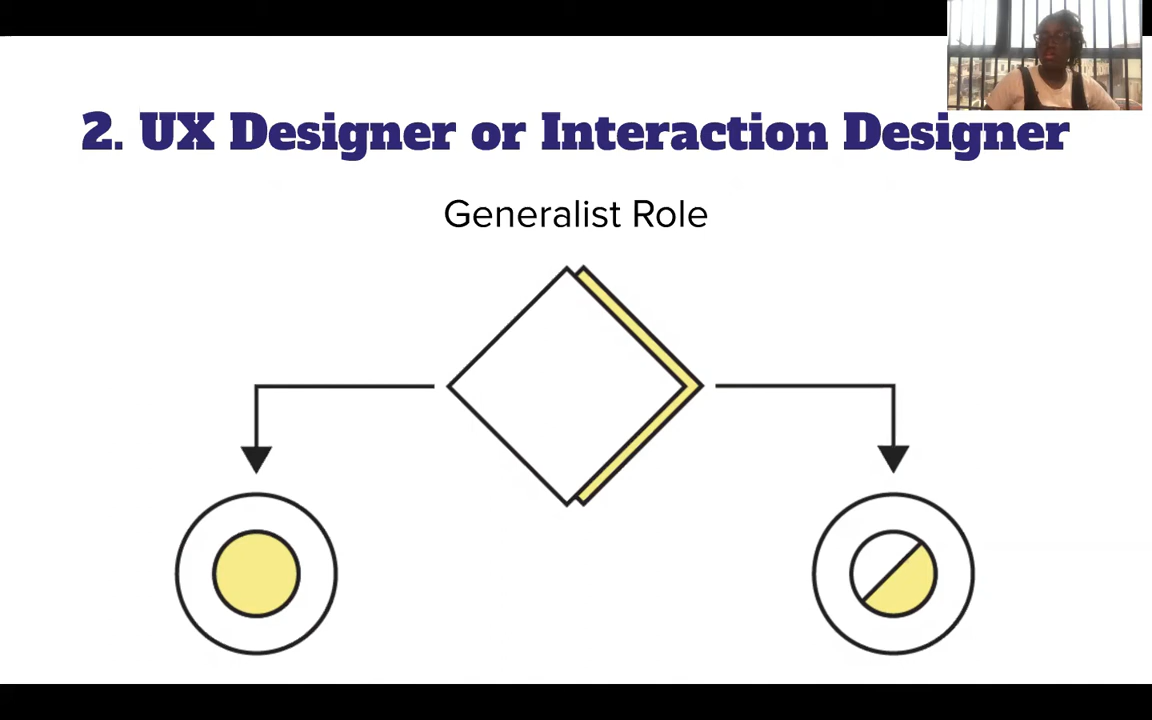 2. UX Designer or Interaction Designer
Generalist Role